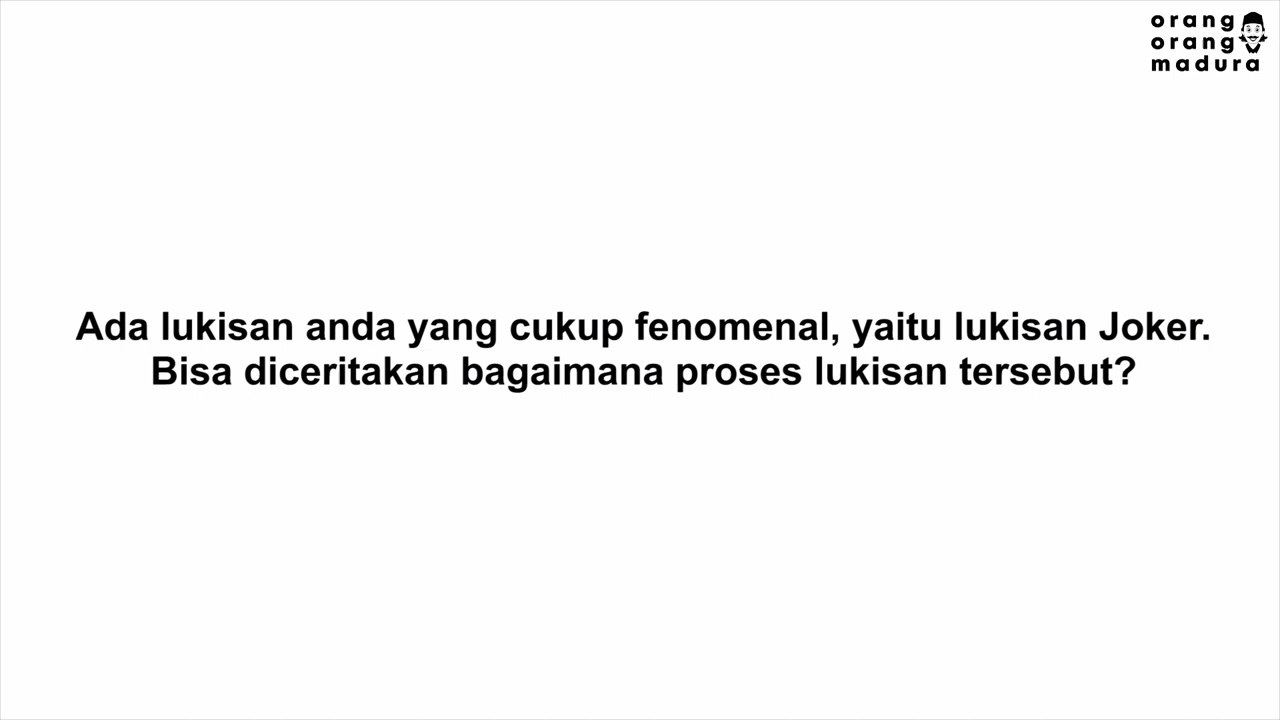 orang
orang
madura
Ada lukisan anda yang cukup fenomenal, yaitu lukisan Joker.
Bisa diceritakan bagaimana proses lukisan tersebut?